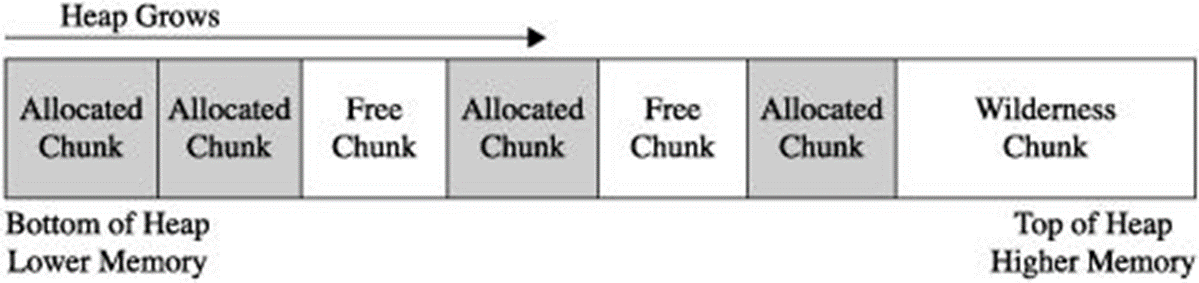 Heap Grows
Allocated Chunk
Allocated Chunk
Free Chunk
Allocated Chunk
Free Chunk
Allocated Chunk
Wilderness Chunk
Bottom of Heap
Lower Memory
Top of Heap
Higher Memory